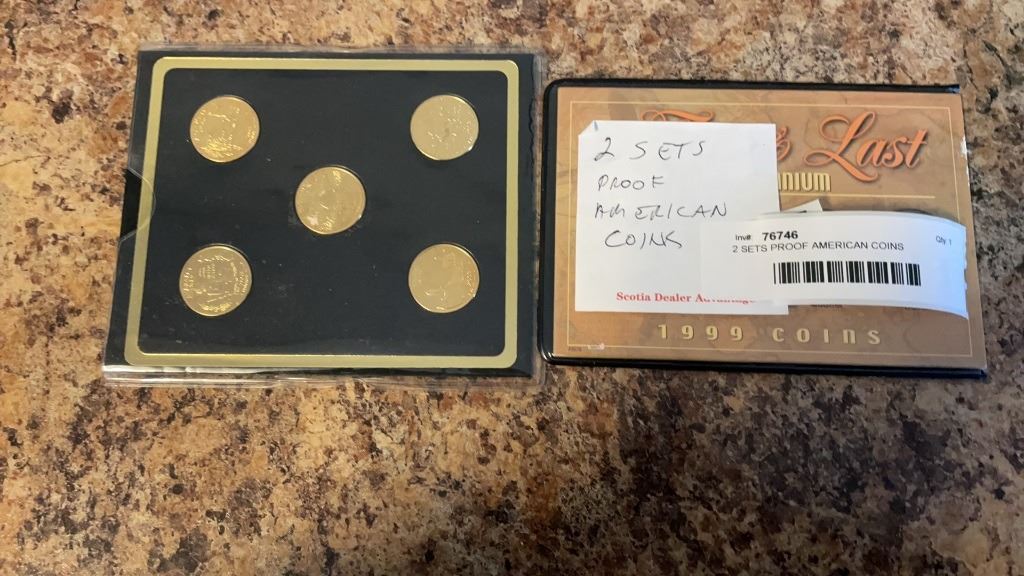 Last
NIUM
2 SETS
PROOF
AMERICAN
COINS
Inv#: 76746
Qty: 1
2 SETS PROOF AMERICAN COINS
Scotia Dealer Advantage
1999 COINS